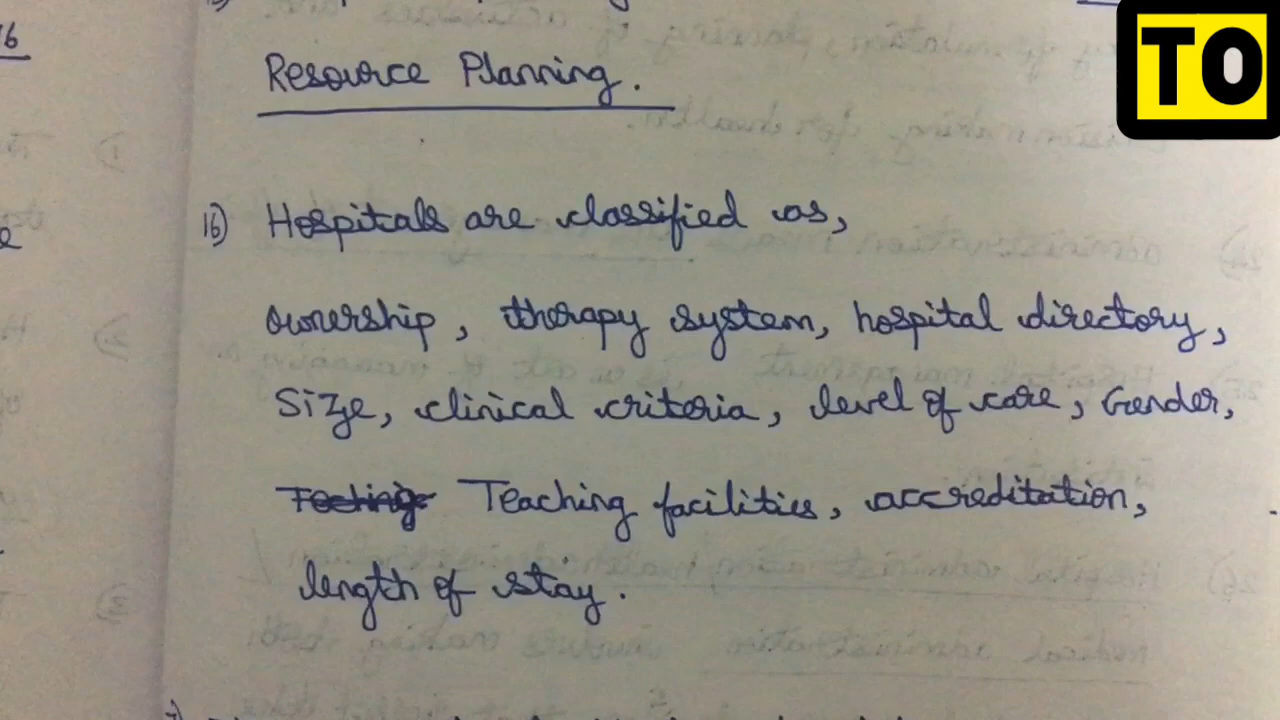 16
TO
Resource Planning.
16) Hospitals are classified as,
ownership, therapy system, hospital directory,
Size, clinical criteria, level of care, Gender,
Teaching facilities, accreditation,
length of stay.